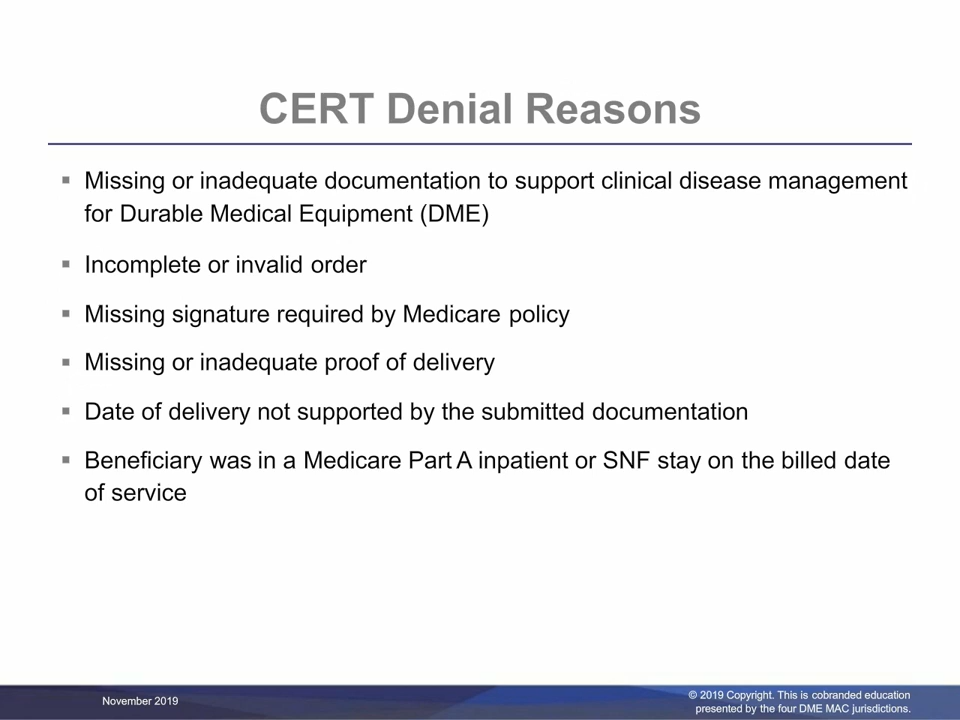 CERT Denial Reasons
▪ Missing or inadequate documentation to support clinical disease management
for Durable Medical Equipment (DME)
▪ Incomplete or invalid order
▪ Missing signature required by Medicare policy
▪ Missing or inadequate proof of delivery
▪ Date of delivery not supported by the submitted documentation
▪ Beneficiary was in a Medicare Part A inpatient or SNF stay on the billed date
of service
November 2019
© 2019 Copyright. This is cobranded education
presented by the four DME MAC jurisdictions.